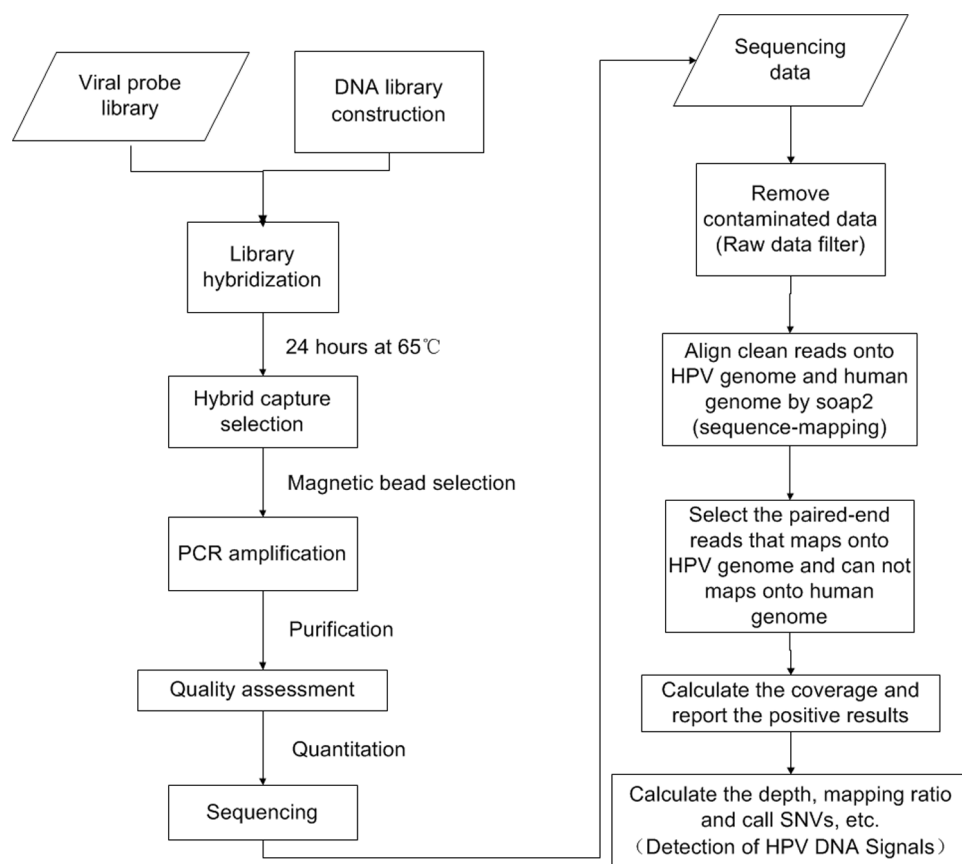 Viral probe
library
DNA library
construction
Library
hybridization
24 hours at 65℃
Hybrid capture
selection
Magnetic bead selection
PCR amplification
Purification
Quality assessment
Quantitation
Sequencing
Sequencing
data
Remove
contaminated data
(Raw data filter)
Align clean reads onto
HPV genome and human
genome by soap2
(sequence-mapping)
Select the paired-end
reads that maps onto
HPV genome and can not
maps onto human
genome
Calculate the coverage and
report the positive results
Calculate the depth, mapping ratio
and call SNVs, etc.
（Detection of HPV DNA Signals）